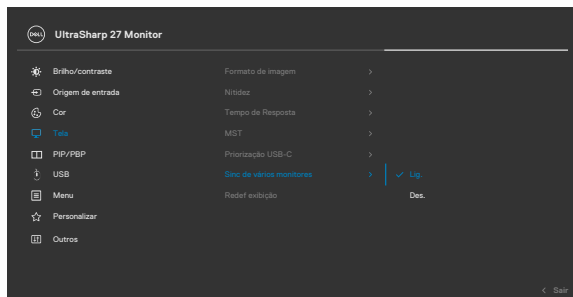 DELL UltraSharp 27 Monitor
Brilho/contraste Formato de imagem
Origem de entrada Nitidez
Cor Tempo de Resposta
Tela MST
PIP/PBP Priorização USB-C
USB Sinc de vários monitores Lig.
Menu Redef exibição Des.
Personalizar
Outros
Sair